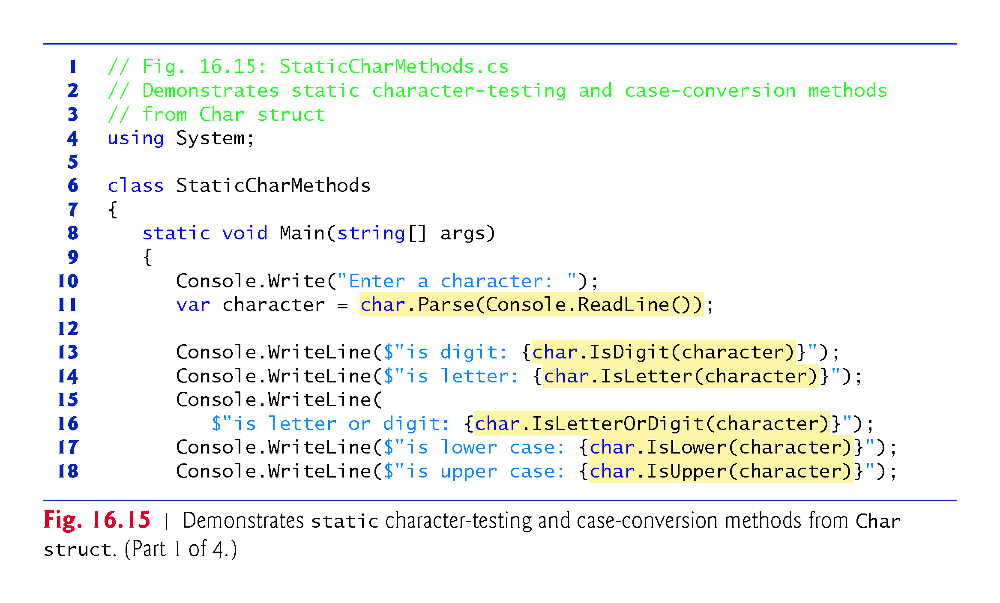 1 // Fig. 16.15: StaticCharMethods.cs
2 // Demonstrates static character-testing and case-conversion methods
3 // from Char struct
4 using System;
5
6 class StaticCharMethods
7 {
8    static void Main(string[] args)
9    {
10       Console.Write("Enter a character: ");
11       var character = char.Parse(Console.ReadLine());
12
13       Console.WriteLine($"is digit: {char.IsDigit(character)}");
14       Console.WriteLine($"is letter: {char.IsLetter(character)}");
15       Console.WriteLine(
16          $"is letter or digit: {char.IsLetterOrDigit(character)}");
17       Console.WriteLine($"is lower case: {char.IsLower(character)}");
18       Console.WriteLine($"is upper case: {char.IsUpper(character)}");
Fig. 16.15 | Demonstrates static character-testing and case-conversion methods from Char
struct. (Part 1 of 4.)